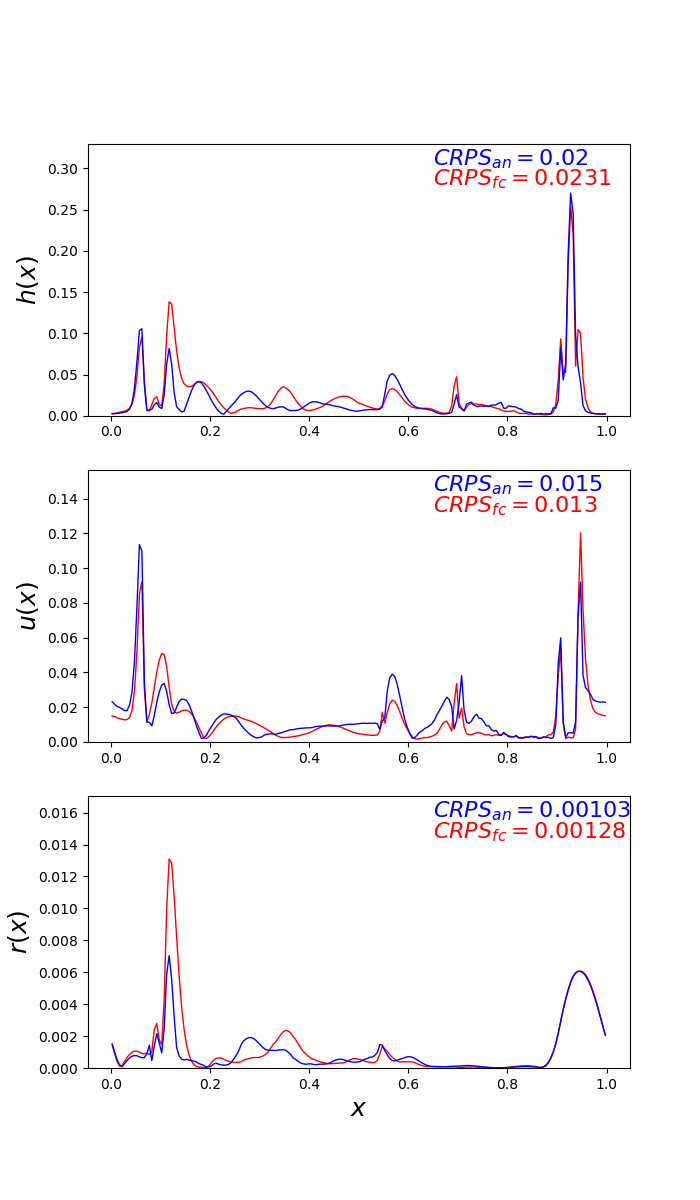 CRPS_an = 0.02
CRPS_fc = 0.0231
0.30
0.25
0.20
0.15
0.10
0.05
0.00
h(x)
0.0 0.2 0.4 0.6 0.8 1.0
CRPS_an = 0.015
CRPS_fc = 0.013
0.14
0.12
0.10
0.08
0.06
0.04
0.02
0.00
u(x)
0.0 0.2 0.4 0.6 0.8 1.0
CRPS_an = 0.00103
CRPS_fc = 0.00128
0.016
0.014
0.012
0.010
0.008
0.006
0.004
0.002
0.000
r(x)
0.0 0.2 0.4 0.6 0.8 1.0
x